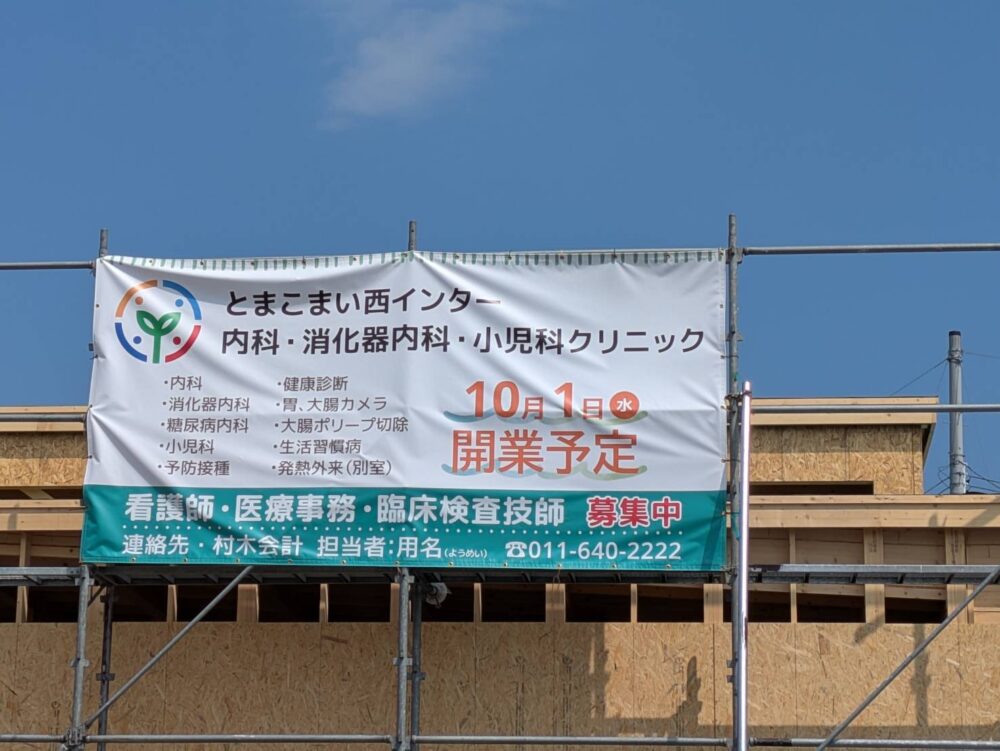 とまこまい西インター
内科・消化器内科・小児科クリニック
・内科
・消化器内科
・糖尿病内科
・小児科
・予防接種
・健康診断
・胃、大腸カメラ
・大腸ポリープ切除
・生活習慣病
・発熱外来(別室)
10月1日水
開業予定
看護師・医療事務・臨床検査技師 募集中
連絡先・村木会計 担当者:用名(ようめい) ☎011-640-2222